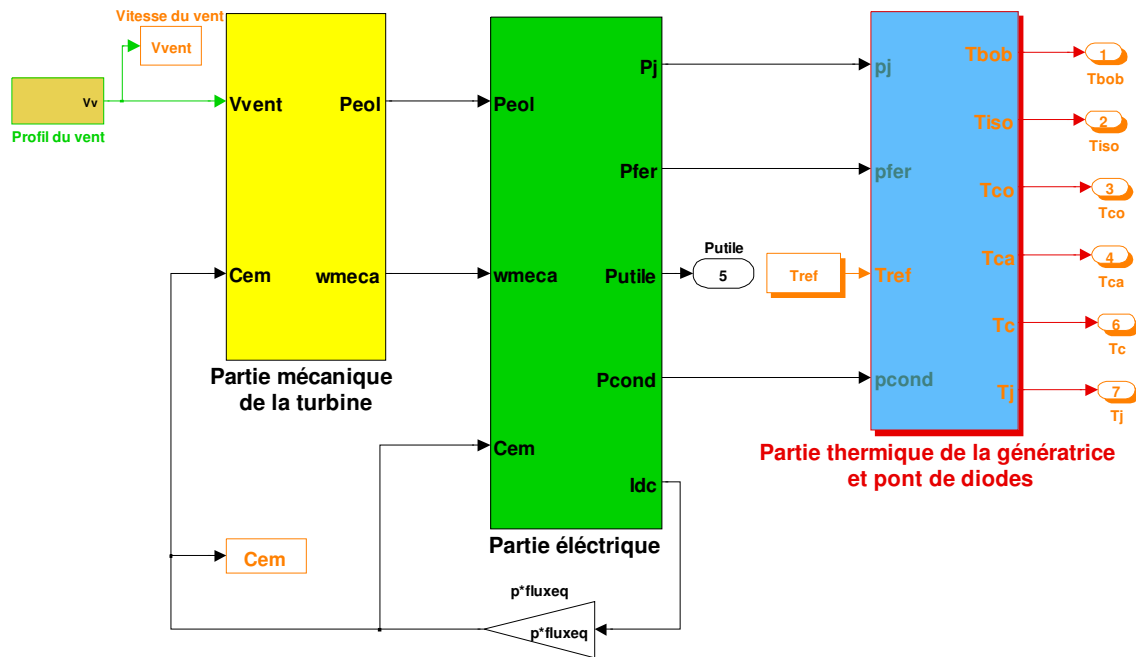 Vitesse du vent
Vvent
Vv
Profil du vent
Vvent
Peol
Cem
wmeca
Partie mécanique
de la turbine
Peol
Pj
Pfer
wmeca
Putile
Pcond
Cem
Idc
Partie éléctrique
Putile
5
Tref
pj
Tbob
pfer
Tiso
Tco
Tref
Tca
Tc
pcond
Tj
Partie thermique de la génératrice
et pont de diodes
1
Tbob
2
Tiso
3
Tco
4
Tca
6
Tc
7
Tj
Cem
p*fluxeq
p*fluxeq